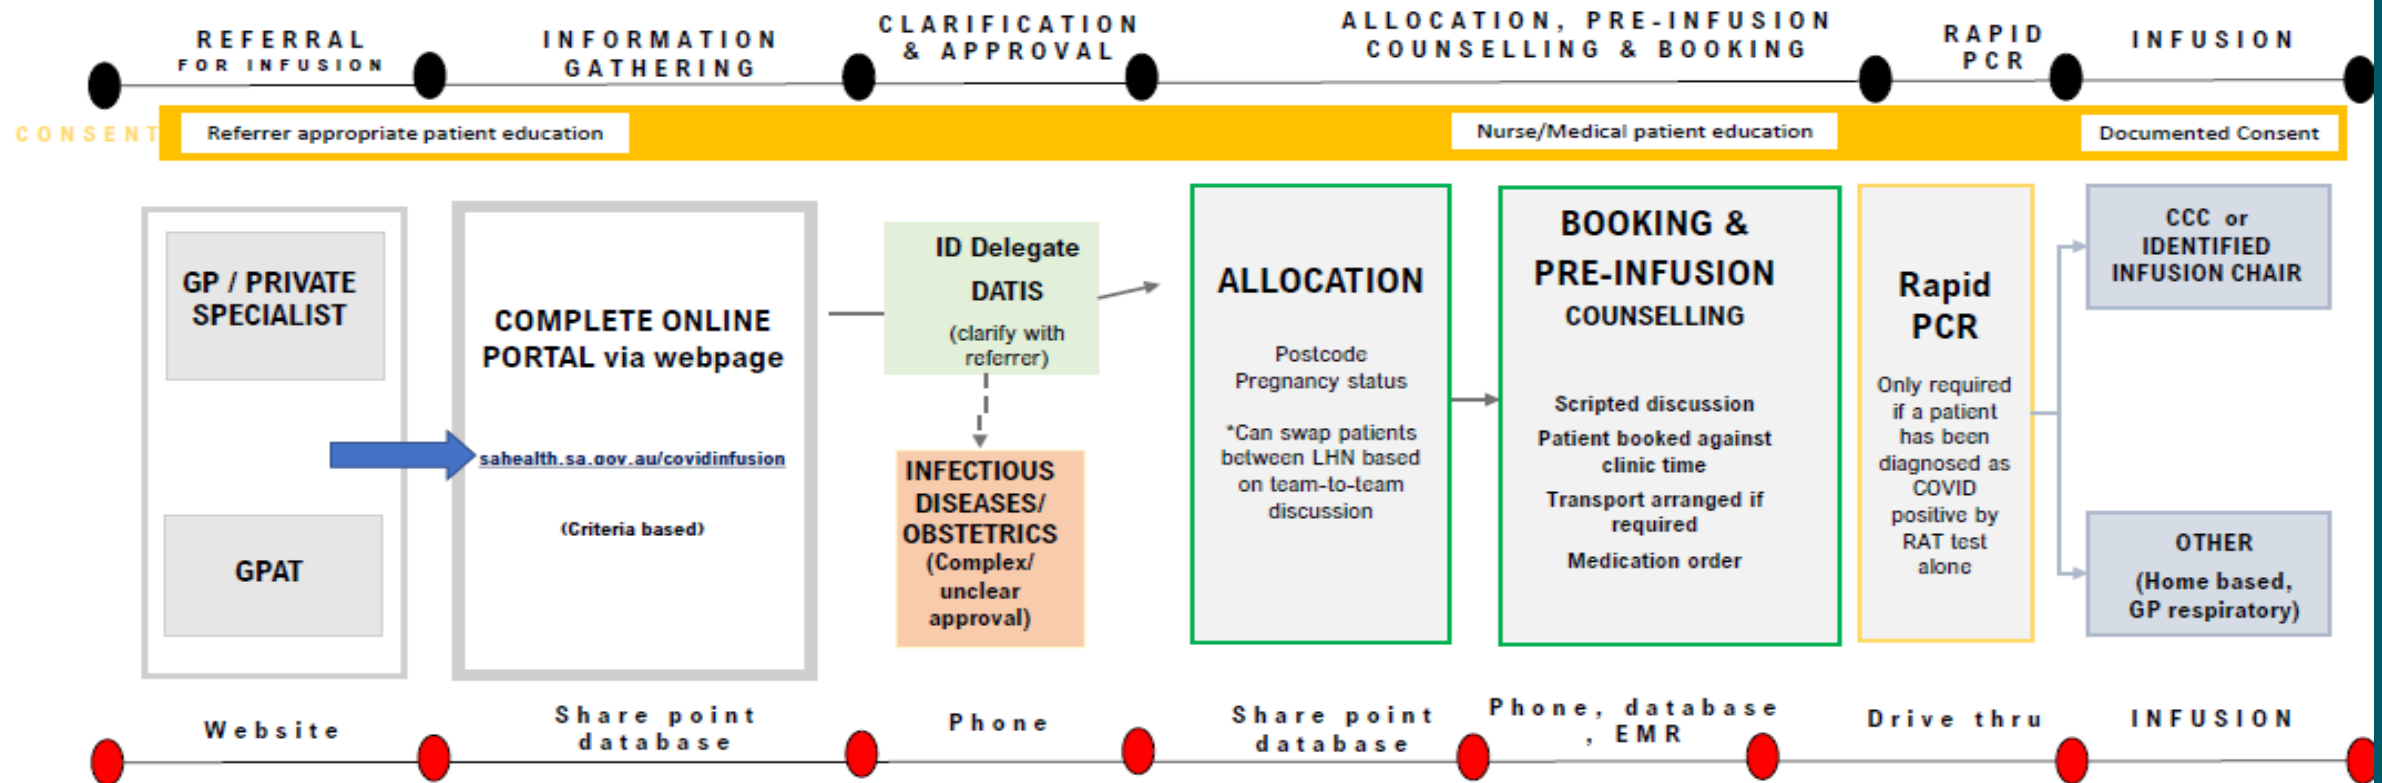 REFERRAL
FOR INFUSION
INFORMATION
GATHERING
CLARIFICATION
& APPROVAL
ALLOCATION, PRE-INFUSION
COUNSELLING & BOOKING
RAPID
PCR
INFUSION
CONSENT
Referrer appropriate patient education
Nurse/Medical patient education
Documented Consent
GP / PRIVATE
SPECIALIST
GPAT
COMPLETE ONLINE
PORTAL via webpage
sahealth.sa.gov.au/covidinfusion
(Criteria based)
ID Delegate
DATIS
(clarify with
referrer)
INFECTIOUS
DISEASES/
OBSTETRICS
(Complex/
unclear
approval)
ALLOCATION
Postcode
Pregnancy status
*Can swap patients
between LHN based
on team-to-team
discussion
BOOKING &
PRE-INFUSION
COUNSELLING
Scripted discussion
Patient booked against
clinic time
Transport arranged if
required
Medication order
Rapid
PCR
Only required
if a patient
has been
diagnosed as
COVID
positive by
RAT test
alone
CCC or
IDENTIFIED
INFUSION CHAIR
OTHER
(Home based,
GP respiratory)
Website
Share point
database
Phone
Share point
database
Phone, database
, EMR
Drive thru
INFUSION